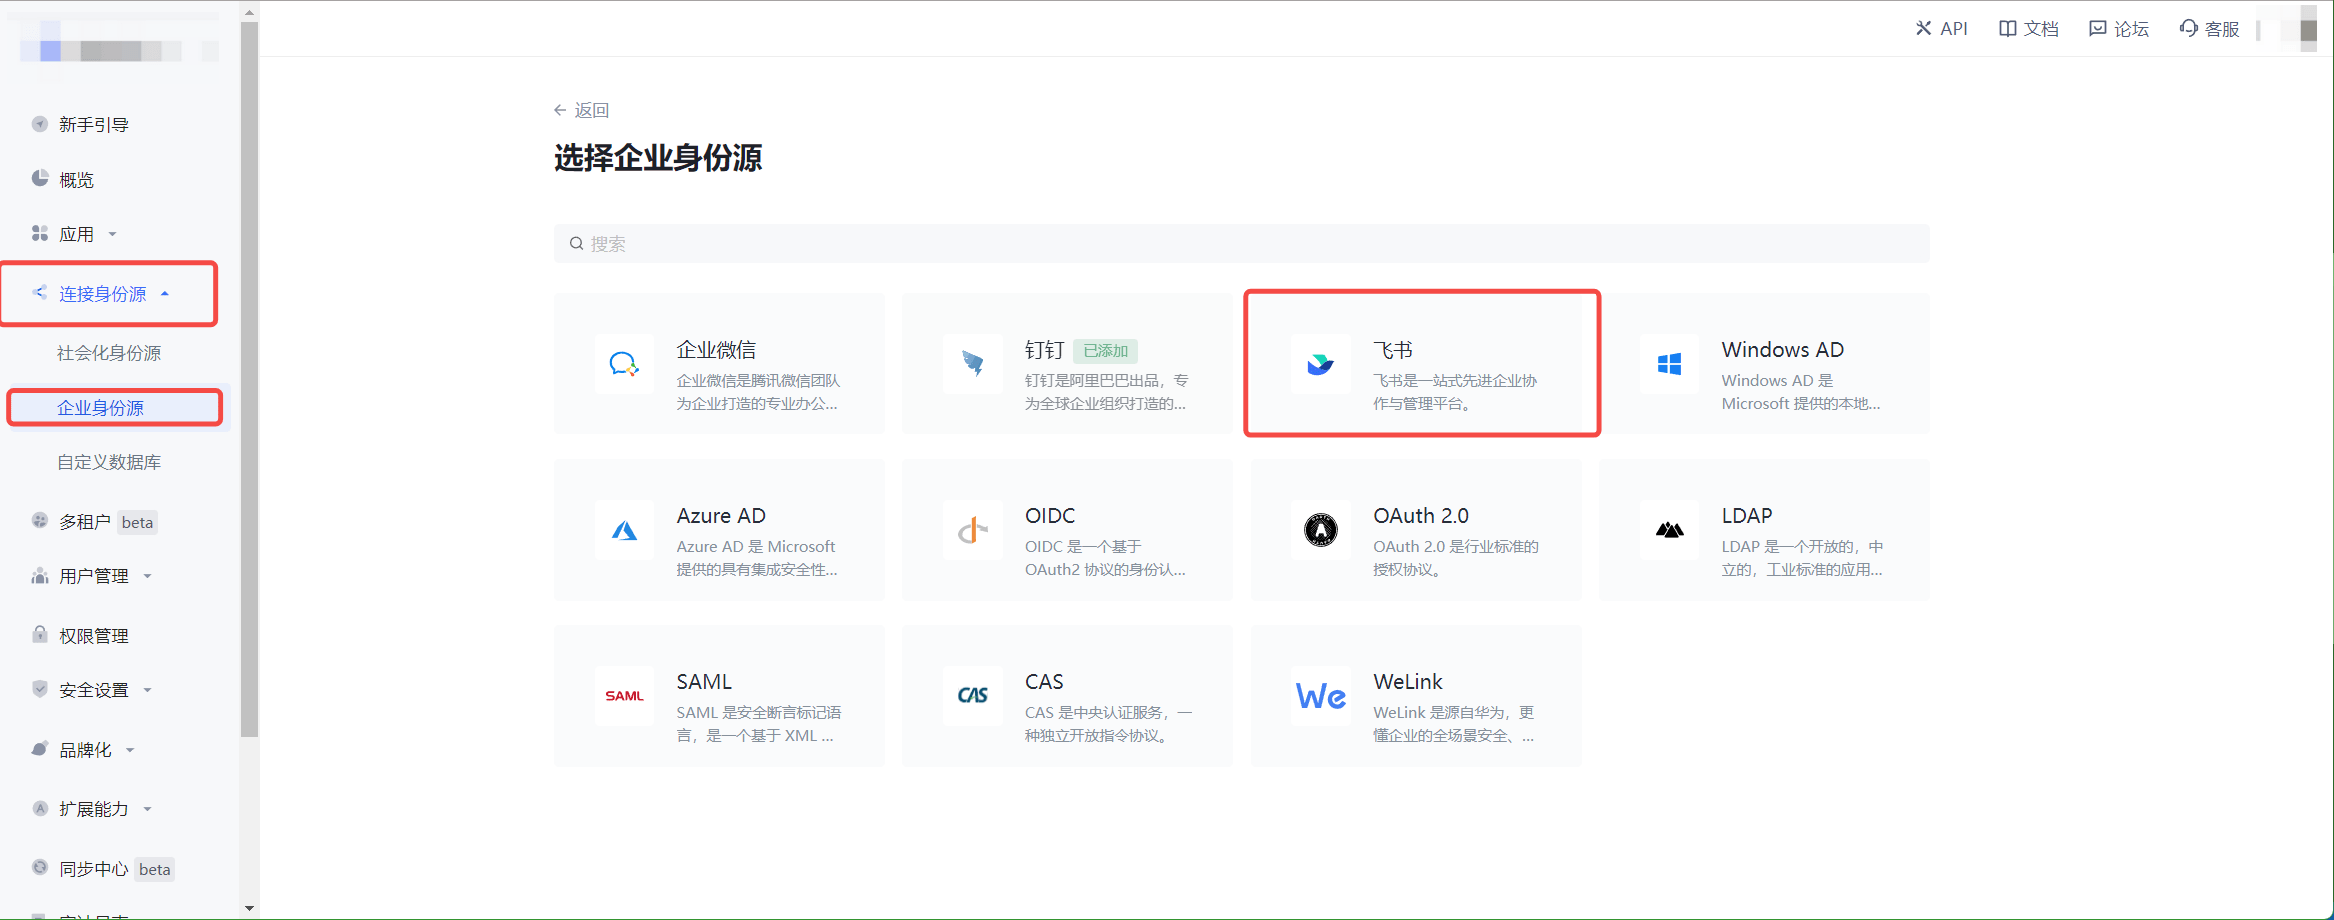 API
文档
论坛
客服
新手引导
概览
应用
连接身份源
社会化身份源
企业身份源
自定义数据库
多租户 beta
用户管理
权限管理
安全设置
品牌化
扩展能力
同步中心 beta
返回
选择企业身份源
搜索
企业微信
企业微信是腾讯微信团队
为企业打造的专业办公...
钉钉 已添加
钉钉是阿里巴巴出品，专
为全球企业组织打造的...
飞书
飞书是一站式先进企业协
作与管理平台。
Windows AD
Windows AD 是
Microsoft 提供的本地...
Azure AD
Azure AD 是 Microsoft
提供的具有集成安全性...
OIDC
OIDC 是一个基于
OAuth2 协议的身份认...
OAuth 2.0
OAuth 2.0 是行业标准的
授权协议。
LDAP
LDAP 是一个开放的，中
立的，工业标准的应用...
SAML
SAML
SAML 是安全断言标记语
言，是一个基于 XML ...
CAS
CAS
CAS 是中央认证服务，一
种独立开放指令协议。
We
WeLink
WeLink 是源自华为，更
懂企业的全场景安全、...